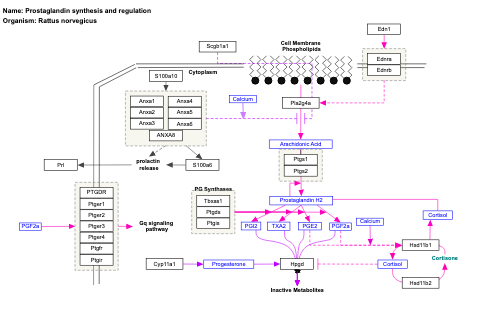 Name: Prostaglandin synthesis and regulation
Organism: Rattus norvegicus
Edn1
Scgb1a1
Cell Membrane
Phospholipids
Ednra
Ednrb
Cytoplasm
S100a10
Calcium
Pla2g4a
Anxa1
Anxa4
Anxa2
Anxa5
Anxa3
Anxa6
ANXA8
Arachidonic Acid
Prl
prolactin
release
S100a6
Ptgs1
Ptgs2
PG Synthases
PTGDR
Ptger1
Ptger2
Ptger3
Ptger4
Ptgfr
Ptgir
Tbxas1
Ptgds
Ptgis
Prostaglandin H2
PGF2a
Gq signaling
pathway
PGI2
TXA2
PGE2
PGF2a
Calcium
Cortisol
Hsd11b1
Cortisone
Cyp11a1
Progesterone
Hpgd
Cortisol
Hsd11b2
Inactive Metabolites